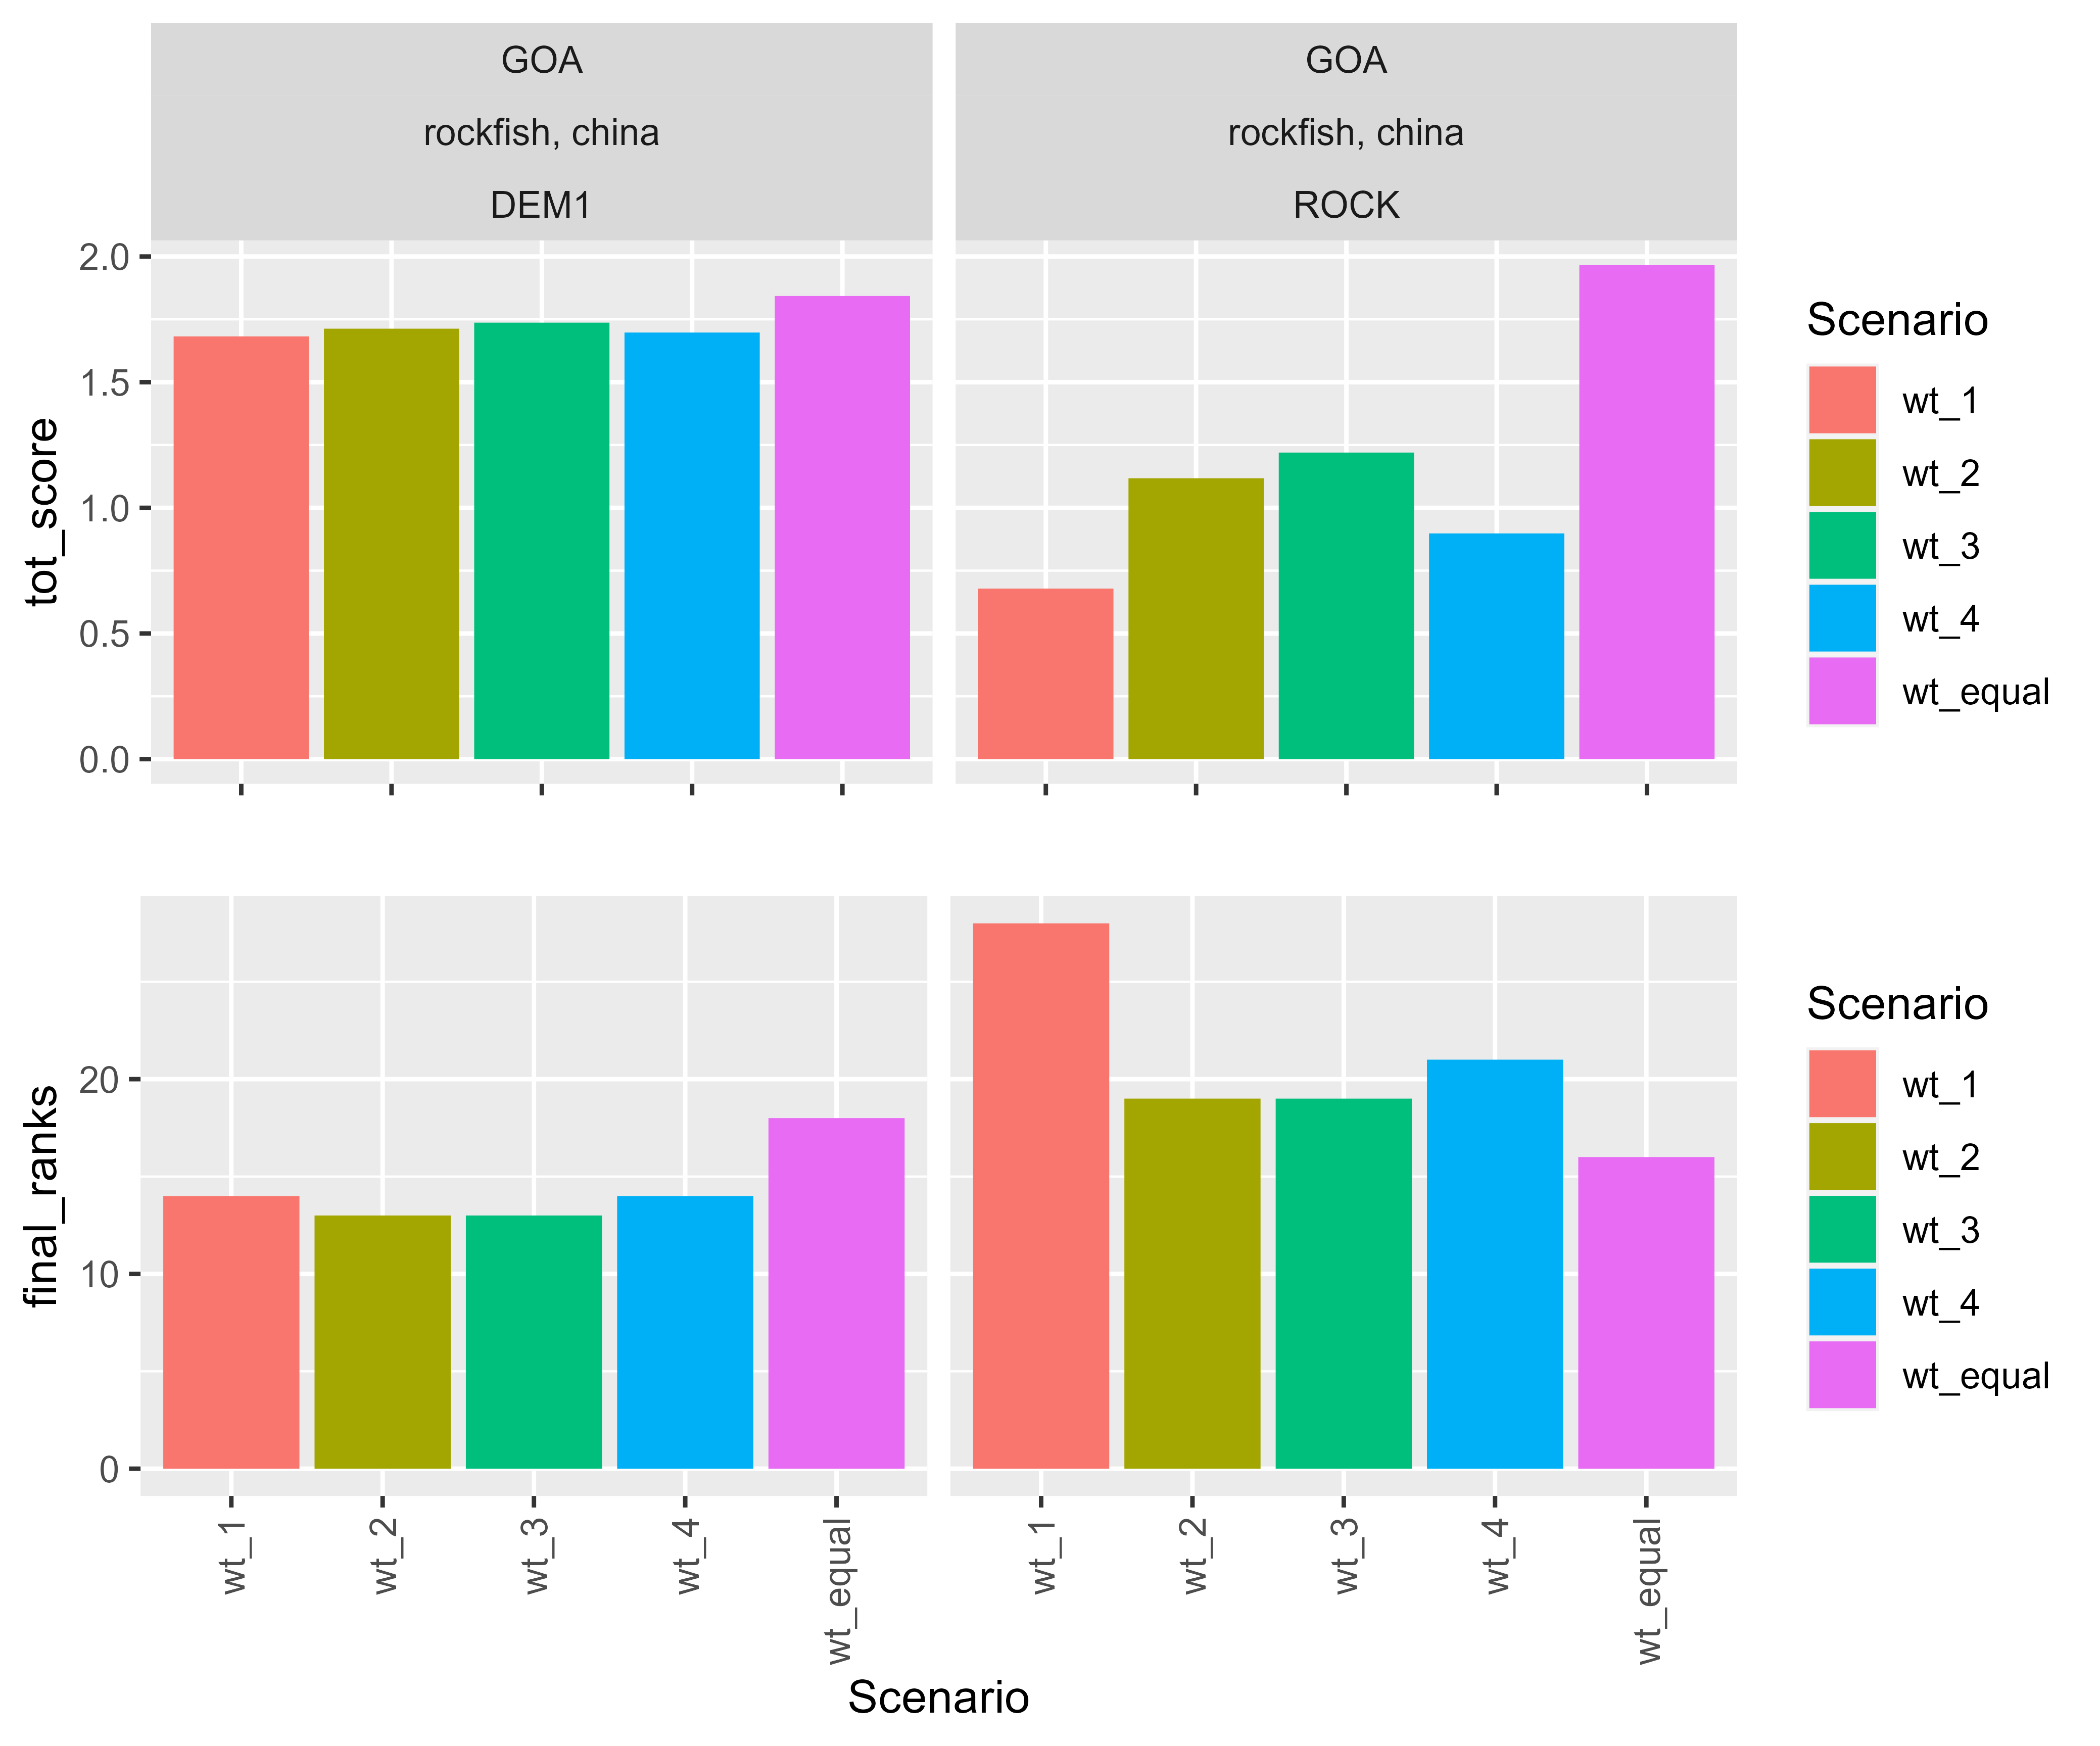 GOA
rockfish, china
DEM1
GOA
rockfish, china
ROCK
tot_score
2.0
1.5
1.0
0.5
0.0
Scenario
wt_1
wt_2
wt_3
wt_4
wt_equal
final_ranks
20
10
0
wt_1
wt_2
wt_3
wt_4
wt_equal
wt_1
wt_2
wt_3
wt_4
wt_equal
Scenario
Scenario
wt_1
wt_2
wt_3
wt_4
wt_equal